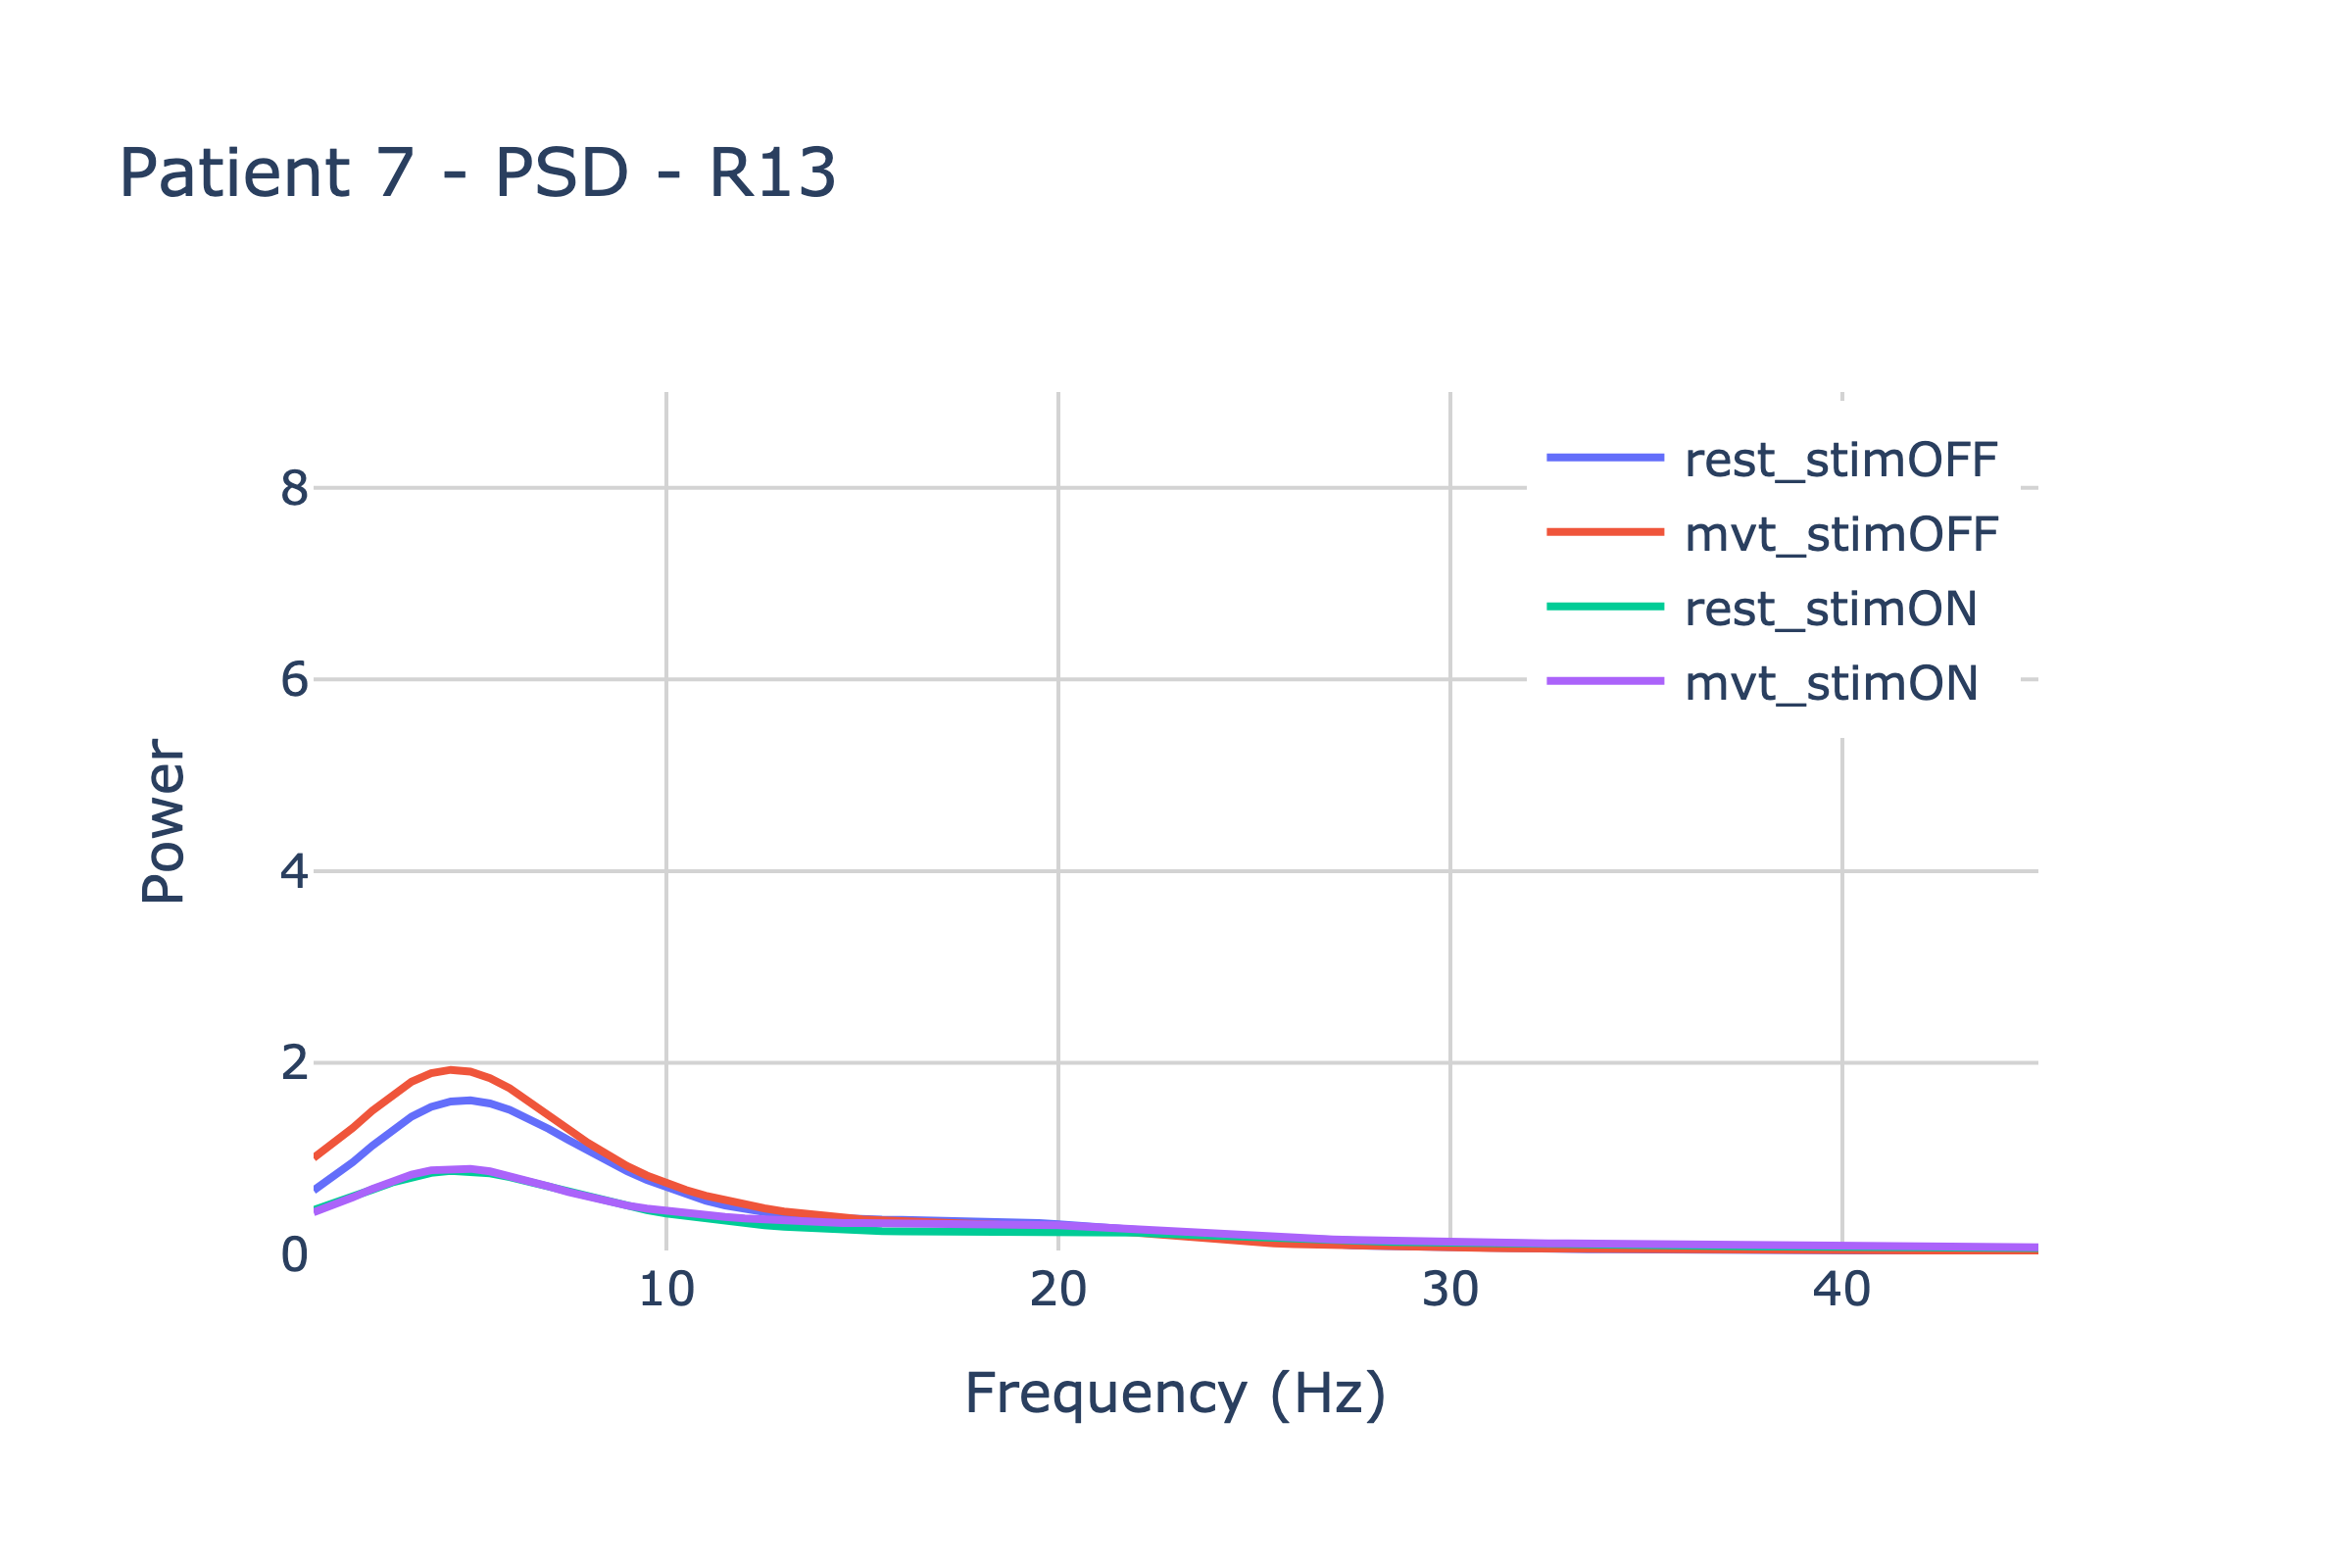 Patient 7 - PSD - R13
rest_stimOFF
mvt_stimOFF
rest_stimON
mvt_stimON
8
6
4
2
0
Power
10
20
30
40
Frequency (Hz)